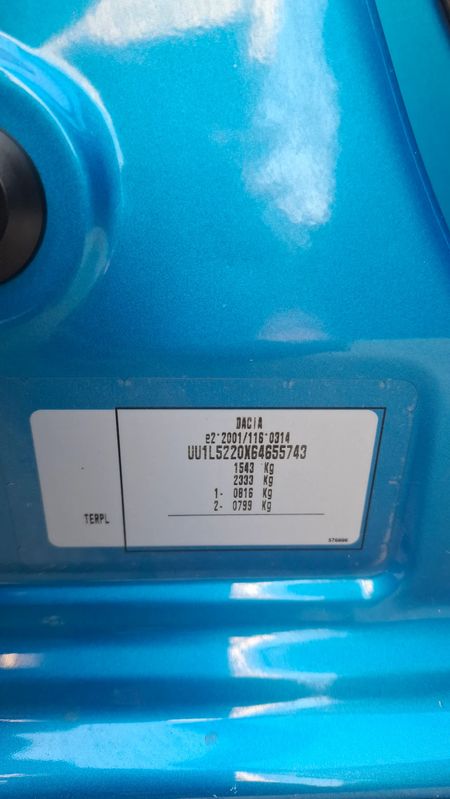 DACIA
e2*2001/116*0314
UU1L5220X64655743
1543 Kg
2333 Kg
1- 0816 Kg
2- 0799 Kg
TERPL